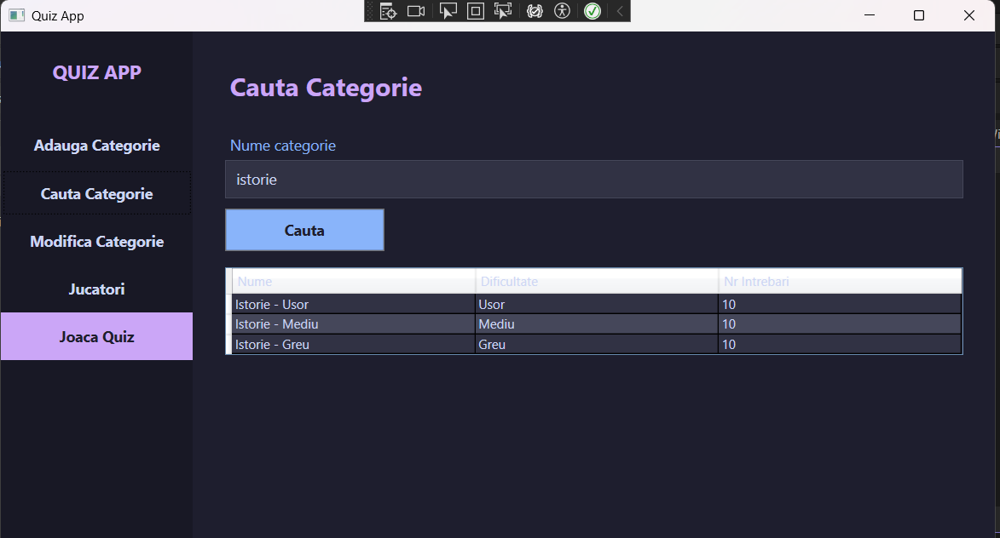 Quiz App
QUIZ APP
Adauga Categorie
Cauta Categorie
Modifica Categorie
Jucatori
Joaca Quiz
Cauta Categorie
Nume categorie
istorie
Cauta
Nume Dificultate Nr Intrebari
Istorie - Usor Usor 10
Istorie - Mediu Mediu 10
Istorie - Greu Greu 10